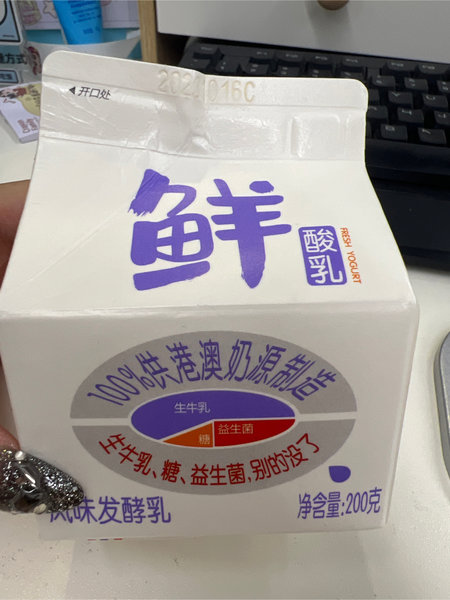 ◀开口处
鲜
酸乳
FRESH YOGURT
100%供港澳奶源制造
生牛乳
糖
益生菌
生牛乳、糖、益生菌,别的没了
风味发酵乳
净含量:200克